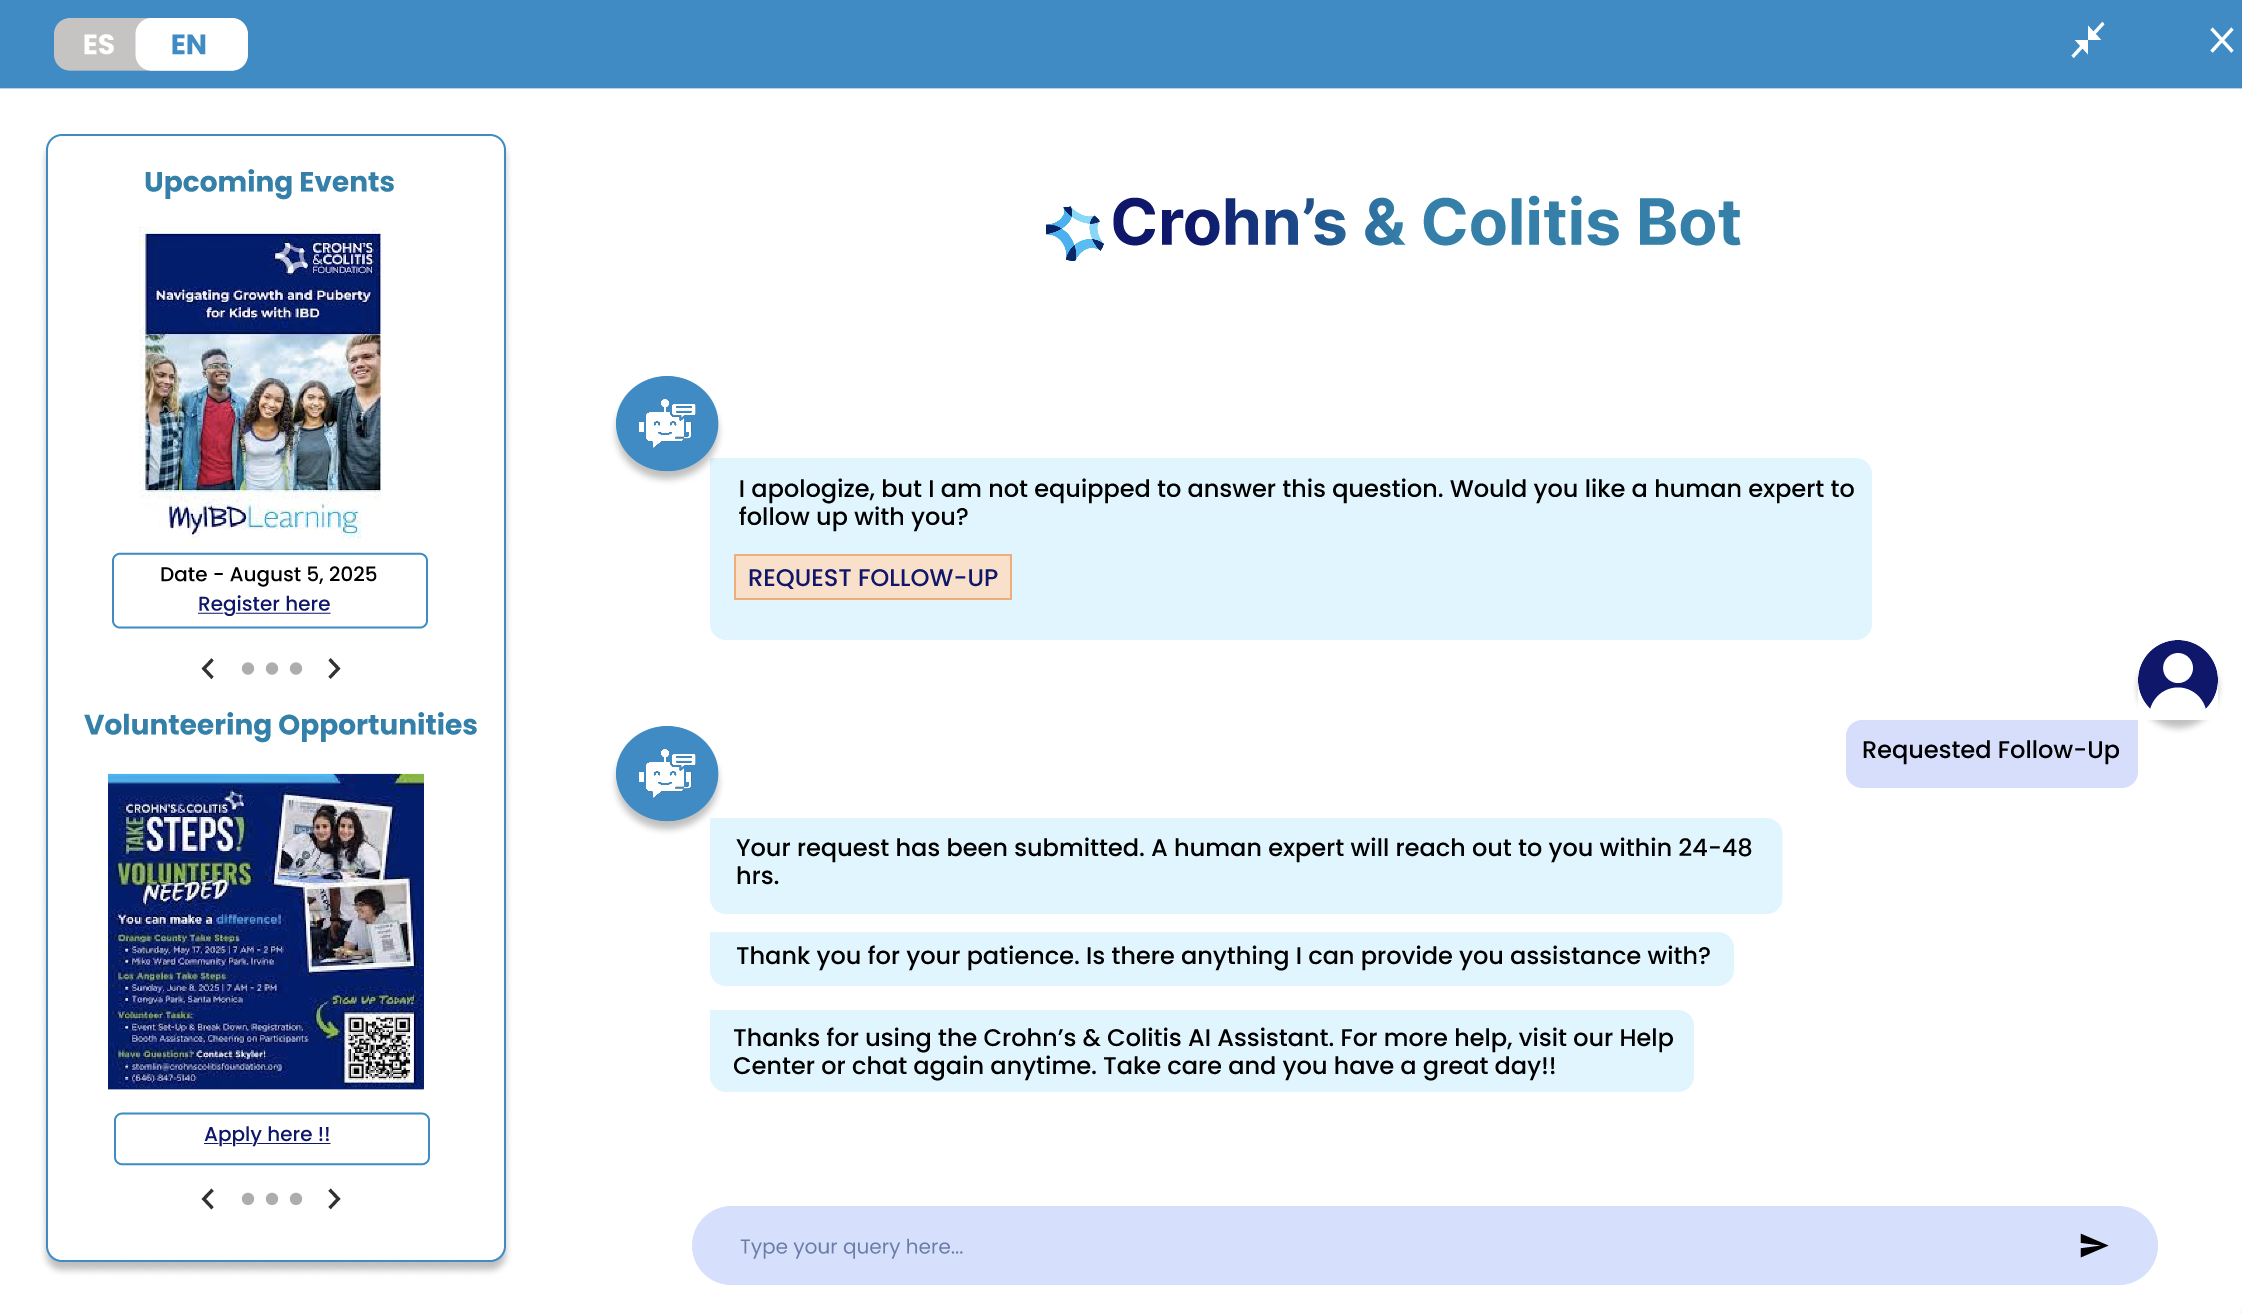 ES EN
Upcoming Events
CROHN'S
&COLITIS
FOUNDATION
Navigating Growth and Puberty
for Kids with IBD
MyIBDLearning
Date - August 5, 2025
Register here
Volunteering Opportunities
CROHN'S&COLITIS
TAKE
STEPS!
VOLUNTEERS
NEEDED
You can make a difference!
Orange County Take Steps
• Saturday, May 17, 2025 | 7 AM - 2 PM
• Mike Ward Community Park, Irvine
Los Angeles Take Steps
• Sunday, June 8, 2025 | 7 AM - 2 PM
• Tongva Park, Santa Monica
SIGN UP TODAY!
Volunteer Tasks:
• Event Set-Up & Break Down, Registration,
Booth Assistance, Cheering on Participants
Have Questions? Contact Skyler!
• stomlin@crohnscolitisfoundation.org
• (646) 847-5140
Apply here !!
Crohn’s & Colitis Bot
I apologize, but I am not equipped to answer this question. Would you like a human expert to
follow up with you?
REQUEST FOLLOW-UP
Requested Follow-Up
Your request has been submitted. A human expert will reach out to you within 24-48
hrs.
Thank you for your patience. Is there anything I can provide you assistance with?
Thanks for using the Crohn’s & Colitis AI Assistant. For more help, visit our Help
Center or chat again anytime. Take care and you have a great day!!
Type your query here...